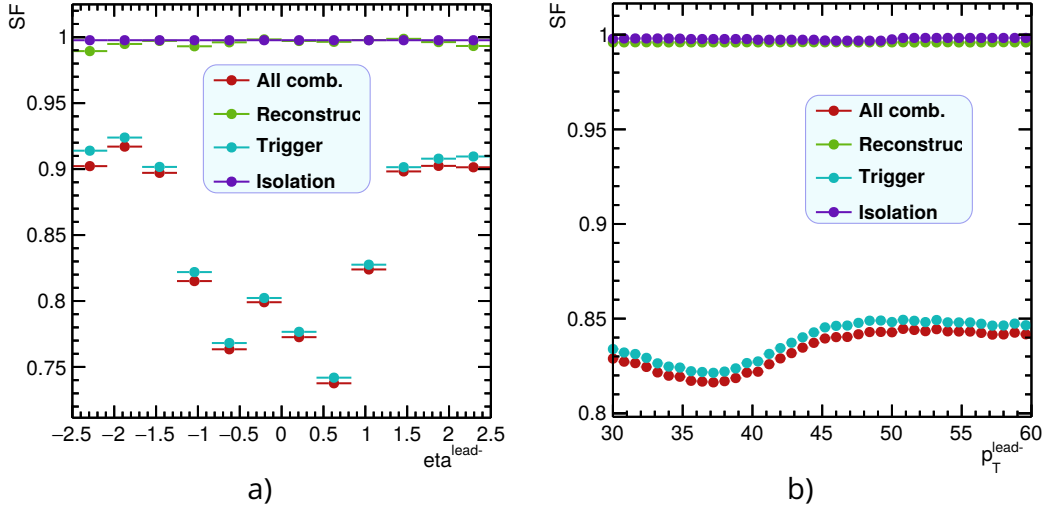 SF
1
0.95
0.9
0.85
0.8
0.75
All comb.
Reconstruc
Trigger
Isolation
−2.5 −2 −1.5 −1 −0.5 0 0.5 1 1.5 2 2.5
eta^lead-
a)
SF
1
0.95
0.9
0.85
0.8
All comb.
Reconstruc
Trigger
Isolation
30 35 40 45 50 55 60
p_T^lead-
b)